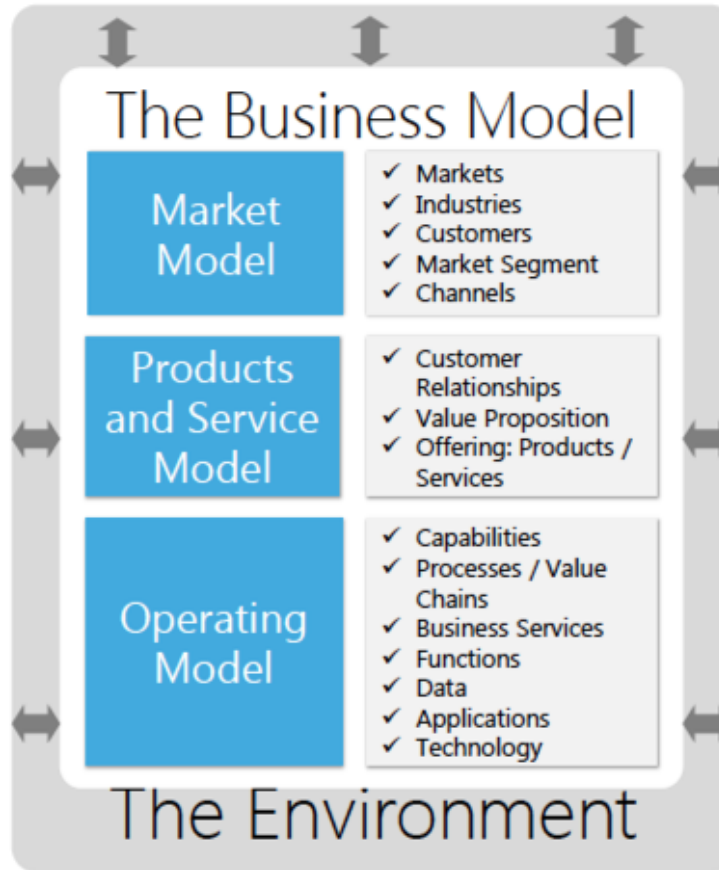 The Business Model
Market
Model
✓ Markets
✓ Industries
✓ Customers
✓ Market Segment
✓ Channels
Products
and Service
Model
✓ Customer
Relationships
✓ Value Proposition
✓ Offering: Products /
Services
Operating
Model
✓ Capabilities
✓ Processes / Value
Chains
✓ Business Services
✓ Functions
✓ Data
✓ Applications
✓ Technology
The Environment